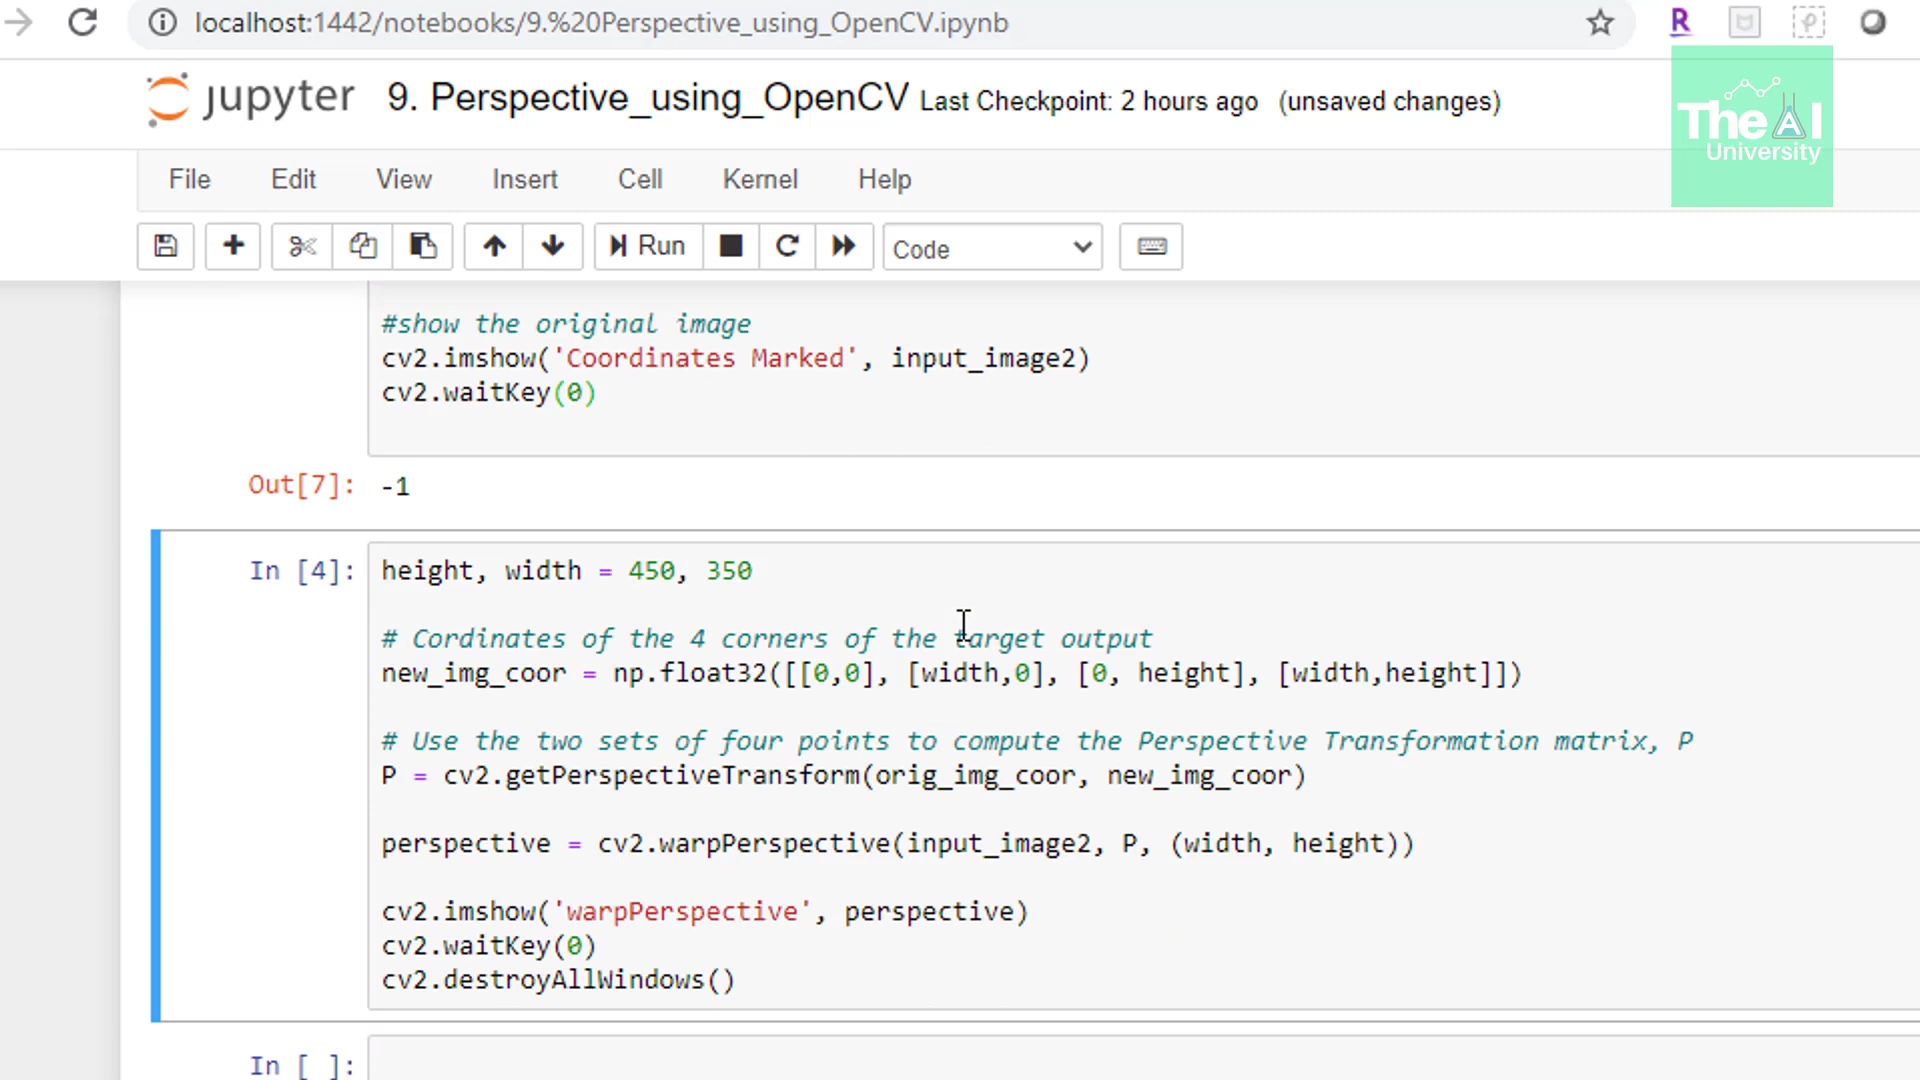 localhost:1442/notebooks/9.%20Perspective_using_OpenCV.ipynb
R
jupyter 9. Perspective_using_OpenCV Last Checkpoint: 2 hours ago (unsaved changes)
The AI
University
File Edit View Insert Cell Kernel Help
Run Code
#show the original image
cv2.imshow('Coordinates Marked', input_image2)
cv2.waitKey(0)
Out[7]: -1
In [4]: height, width = 450, 350
# Cordinates of the 4 corners of the target output
new_img_coor = np.float32([[0,0], [width,0], [0, height], [width,height]])
# Use the two sets of four points to compute the Perspective Transformation matrix, P
P = cv2.getPerspectiveTransform(orig_img_coor, new_img_coor)
perspective = cv2.warpPerspective(input_image2, P, (width, height))
cv2.imshow('warpPerspective', perspective)
cv2.waitKey(0)
cv2.destroyAllWindows()
In [ ]: